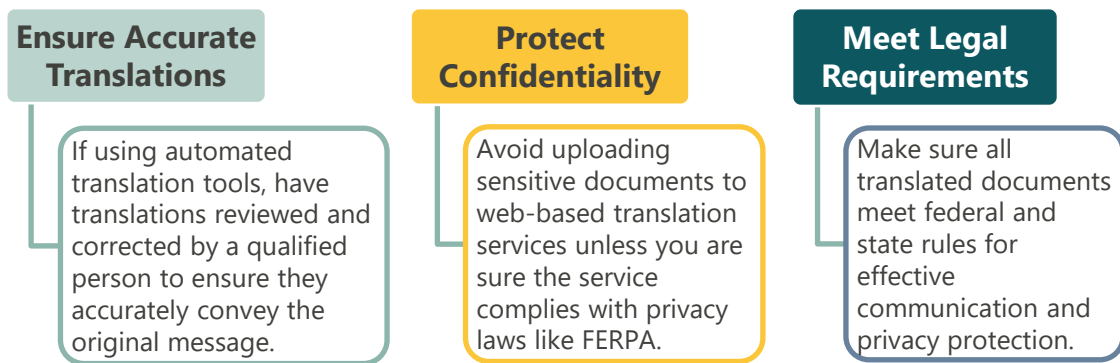 Ensure Accurate
Translations
If using automated
translation tools, have
translations reviewed and
corrected by a qualified
person to ensure they
accurately convey the
original message.
Protect
Confidentiality
Avoid uploading
sensitive documents to
web-based translation
services unless you are
sure the service
complies with privacy
laws like FERPA.
Meet Legal
Requirements
Make sure all
translated documents
meet federal and
state rules for
effective
communication and
privacy protection.